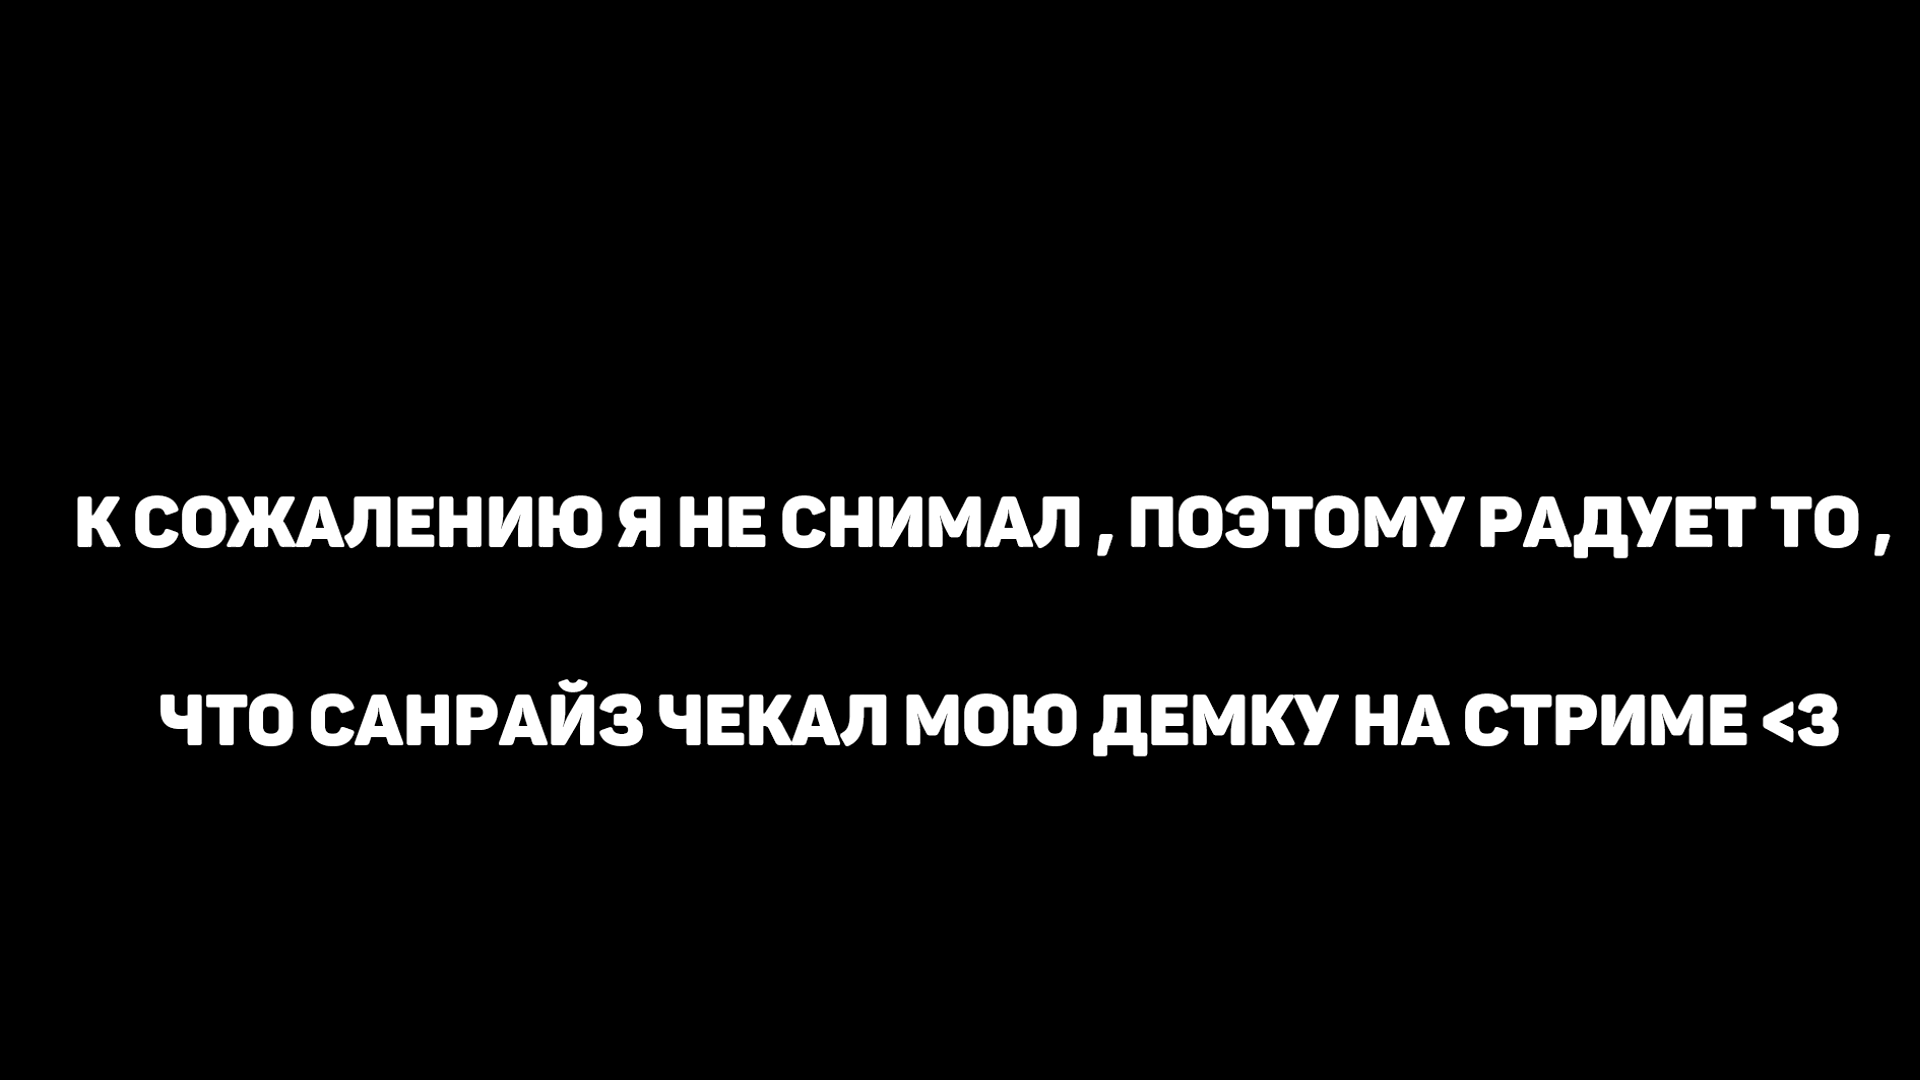 К СОЖАЛЕНИЮ Я НЕ СНИМАЛ , ПОЭТОМУ РАДУЕТ ТО ,
ЧТО САНРАЙЗ ЧЕКАЛ МОЮ ДЕМКУ НА СТРИМЕ <3